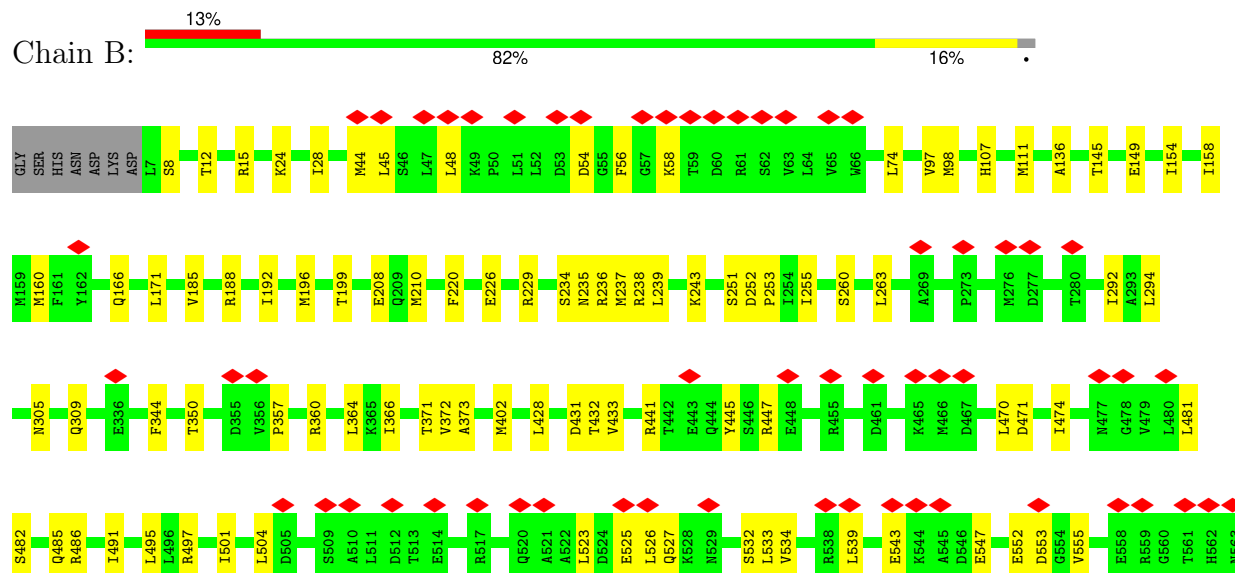 13%
Chain B:
82% 16% •
GLY SER HIS ASN ASP LYS ASP L7 S8 T12 R15 K24 I28 M44 L45 S46 L47 L48 K49 P50 L51 L52 D53 D54 G55 F56 G57 K58 T59 D60 R61 S62 V63 L64 V65 W66 L74 V97 M98 H107 M111 A136 T145 E149 I154 I158
M159 M160 F161 Y162 Q166 L171 V185 R188 I192 M196 T199 E208 Q209 M210 F220 E226 R229 S234 N235 R236 M237 R238 L239 K243 S251 D252 P253 I254 I255 S260 L263 A269 P273 M276 D277 T280 I292 A293 L294
N305 Q309 E336 F344 T350 D355 V356 P357 R360 L364 K365 I366 T371 V372 A373 M402 L428 D431 T432 V433 R441 T442 E443 Q444 Y445 S446 R447 E448 R455 D461 K465 M466 D467 L470 D471 I474 N477 G478 V479 L480 L481
S482 Q485 R486 I491 L495 L496 R497 I501 L504 D505 S509 A510 L511 D512 T513 E514 R517 Q520 A521 A522 L523 D524 E525 L526 Q527 K528 N529 S532 L533 V534 R538 L539 E543 K544 A545 D546 E547 E552 D553 G554 V555 E558 R559 G560 T561 H562 N563